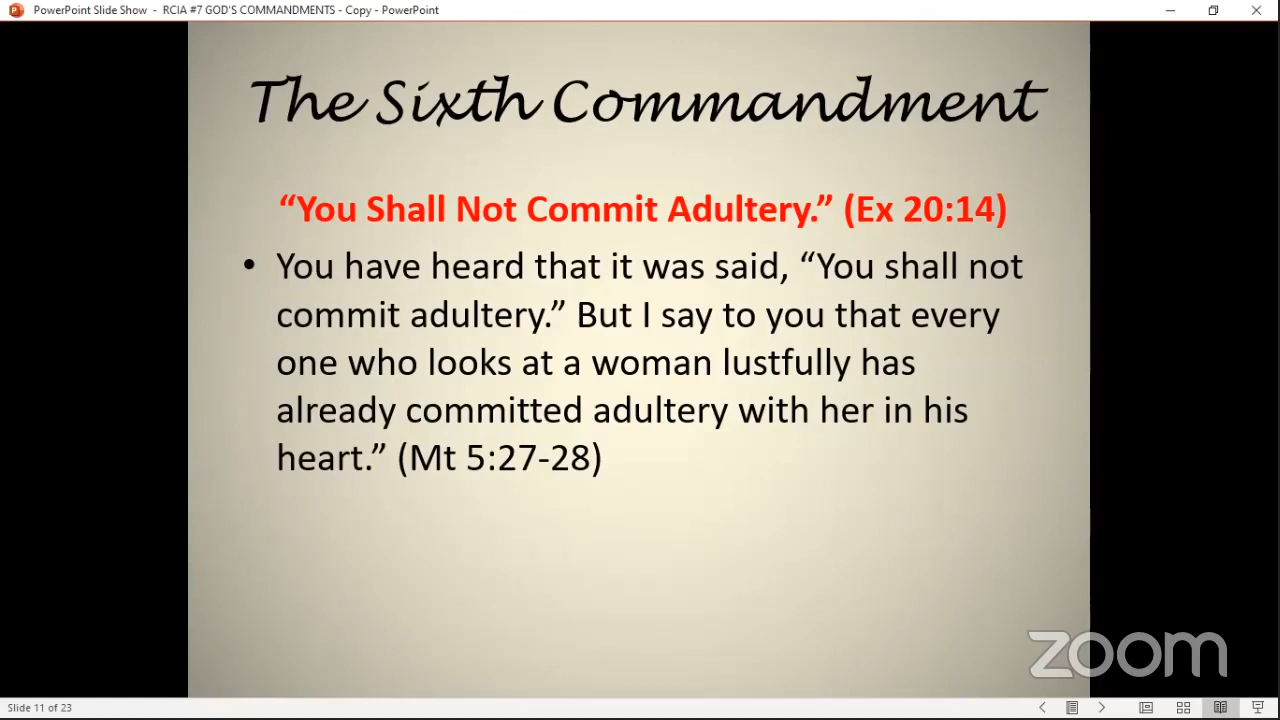 PowerPoint Slide Show - RCIA #7 GOD'S COMMANDMENTS - Copy - PowerPoint
The Sixth Commandment
“You Shall Not Commit Adultery.” (Ex 20:14)
• You have heard that it was said, “You shall not
commit adultery.” But I say to you that every
one who looks at a woman lustfully has
already committed adultery with her in his
heart.” (Mt 5:27-28)
zoom
Slide 11 of 23